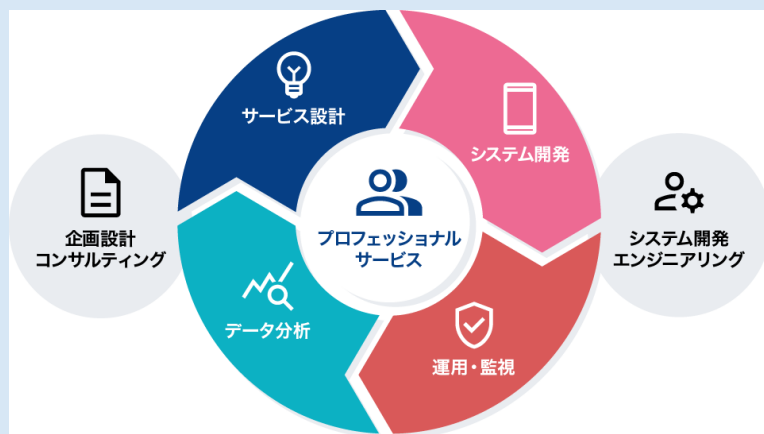 サービス設計
システム開発
プロフェッショナル
サービス
企画設計
コンサルティング
システム開発
エンジニアリング
データ分析
運用・監視